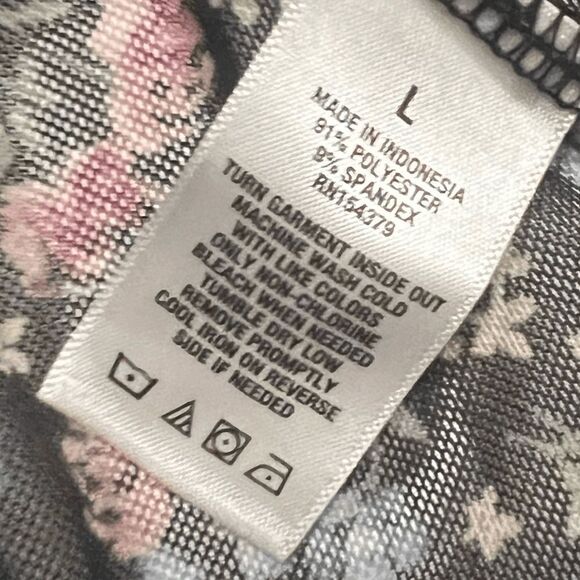 L
MADE IN INDONESIA
91% POLYESTER
9% SPANDEX
RN154379
TURN GARMENT INSIDE OUT
MACHINE WASH COLD
WITH LIKE COLORS
ONLY NON-CHLORINE
BLEACH WHEN NEEDED
TUMBLE DRY LOW
REMOVE PROMPTLY
COOL IRON ON REVERSE
SIDE IF NEEDED